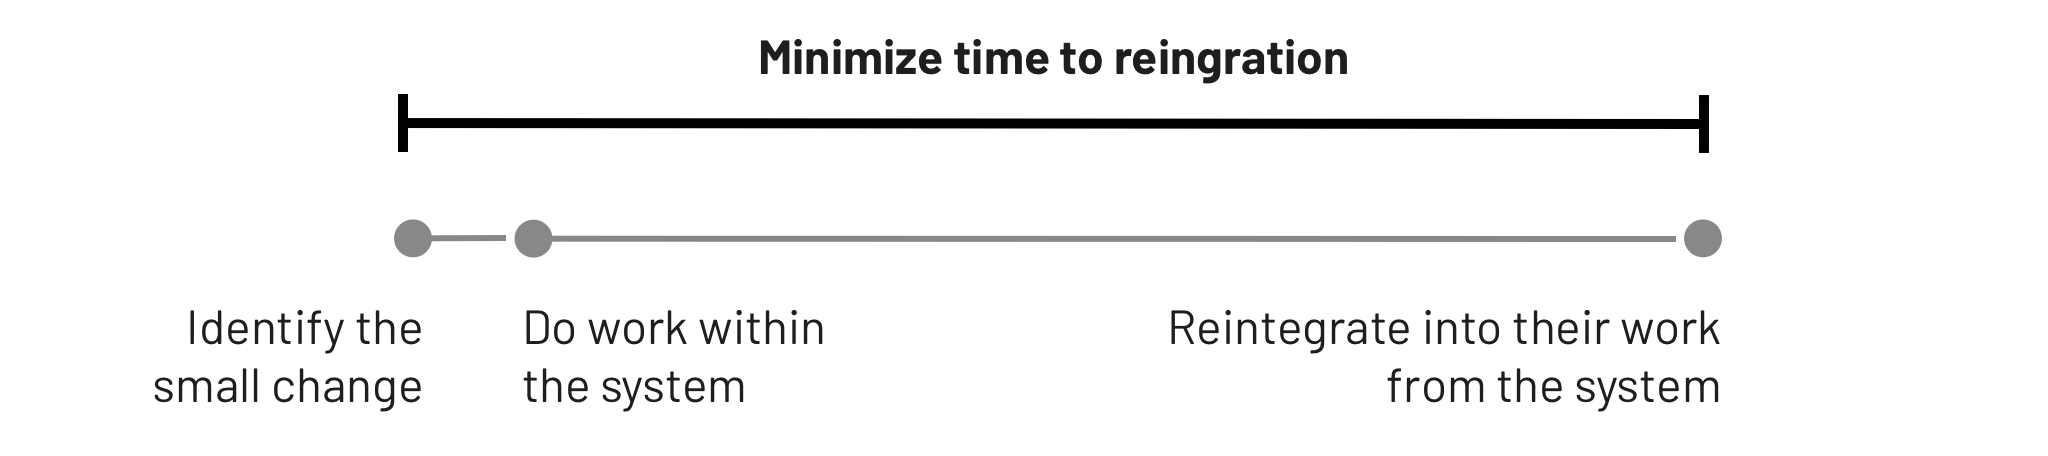 Minimize time to reingration
Identify the
small change
Do work within
the system
Reintegrate into their work
from the system